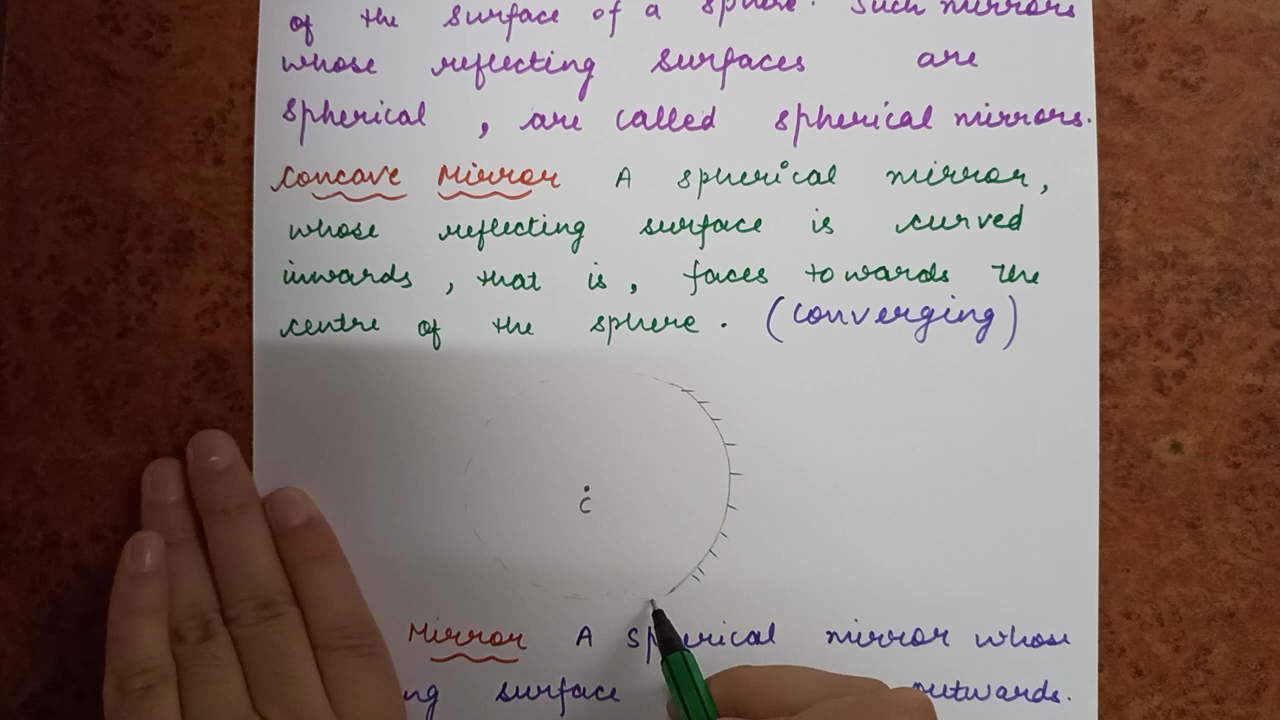 of the surface of a sphere. Such mirrors
whose reflecting surfaces are
spherical , are called spherical mirrors.
Concave Mirror A spherical mirror,
whose reflecting surface is curved
inwards , that is , faces towards the
centre of the sphere . (converging)
C
Mirror A spherical mirror whose
ng surface outwards.